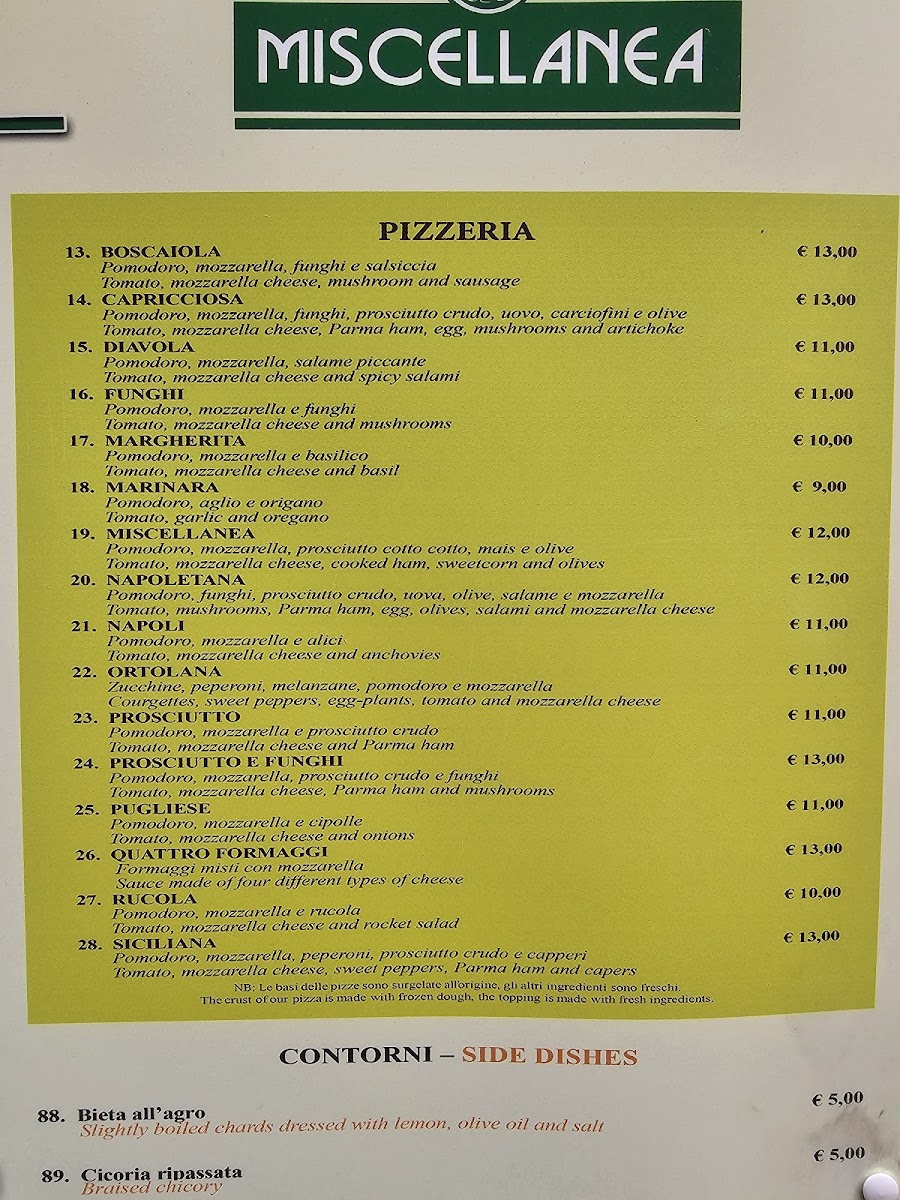 MISCELLANEA
PIZZERIA
13. BOSCAIOLA € 13,00
Pomodoro, mozzarella, funghi e salsiccia
Tomato, mozzarella cheese, mushroom and sausage
14. CAPRICCIOSA € 13,00
Pomodoro, mozzarella, funghi, prosciutto crudo, uovo, carciofini e olive
Tomato, mozzarella cheese, Parma ham, egg, mushrooms and artichoke
15. DIAVOLA € 11,00
Pomodoro, mozzarella, salame piccante
Tomato, mozzarella cheese and spicy salami
16. FUNGHI € 11,00
Pomodoro, mozzarella e funghi
Tomato, mozzarella cheese and mushrooms
17. MARGHERITA € 10,00
Pomodoro, mozzarella e basilico
Tomato, mozzarella cheese and basil
18. MARINARA € 9,00
Pomodoro, aglio e origano
Tomato, garlic and oregano
19. MISCELLANEA € 12,00
Pomodoro, mozzarella, prosciutto cotto cotto, mais e olive
Tomato, mozzarella cheese, cooked ham, sweetcorn and olives
20. NAPOLETANA € 12,00
Pomodoro, funghi, prosciutto crudo, uova, olive, salame e mozzarella
Tomato, mushrooms, Parma ham, egg, olives, salami and mozzarella cheese
21. NAPOLI € 11,00
Pomodoro, mozzarella e alici
Tomato, mozzarella cheese and anchovies
22. ORTOLANA € 11,00
Zucchine, peperoni, melanzane, pomodoro e mozzarella
Courgettes, sweet peppers, egg-plants, tomato and mozzarella cheese
23. PROSCIUTTO € 11,00
Pomodoro, mozzarella e prosciutto crudo
Tomato, mozzarella cheese and Parma ham
24. PROSCIUTTO E FUNGHI € 13,00
Pomodoro, mozzarella, prosciutto crudo e funghi
Tomato, mozzarella cheese, Parma ham and mushrooms
25. PUGLIESE € 11,00
Pomodoro, mozzarella e cipolle
Tomato, mozzarella cheese and onions
26. QUATTRO FORMAGGI € 13,00
Formaggi misti con mozzarella
Sauce made of four different types of cheese
27. RUCOLA € 10,00
Pomodoro, mozzarella e rucola
Tomato, mozzarella cheese and rocket salad
28. SICILIANA € 13,00
Pomodoro, mozzarella, peperoni, prosciutto crudo e capperi
Tomato, mozzarella cheese, sweet peppers, Parma ham and capers
NB: Le basi delle pizze sono surgelate all'origine, gli altri ingredienti sono freschi.
The crust of our pizza is made with frozen dough, the topping is made with fresh ingredients.
CONTORNI – SIDE DISHES
88. Bieta all'agro € 5,00
Slightly boiled chards dressed with lemon, olive oil and salt
89. Cicoria ripassata € 5,00
Braised chicory